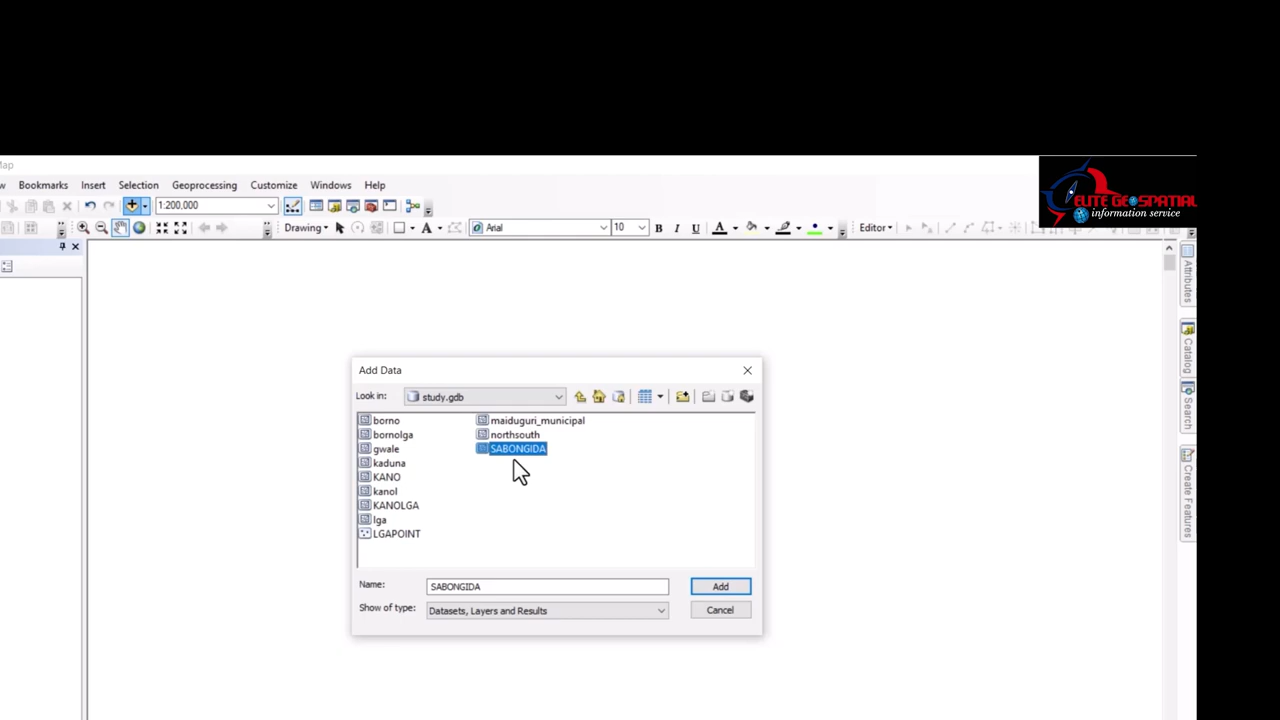 Map
w Bookmarks Insert Selection Geoprocessing Customize Windows Help
1:200,000
Drawing Arial 10 B I U A Editor
ELITE GEOSPATIAL
information service
Attributes
Catalog
Search
Create Features
Add Data
Look in: study.gdb
borno
bornolga
gwale
kaduna
KANO
kanol
KANOLGA
lga
LGAPOINT
maiduguri_municipal
northsouth
SABONGIDA
Name: SABONGIDA Add
Show of type: Datasets, Layers and Results Cancel